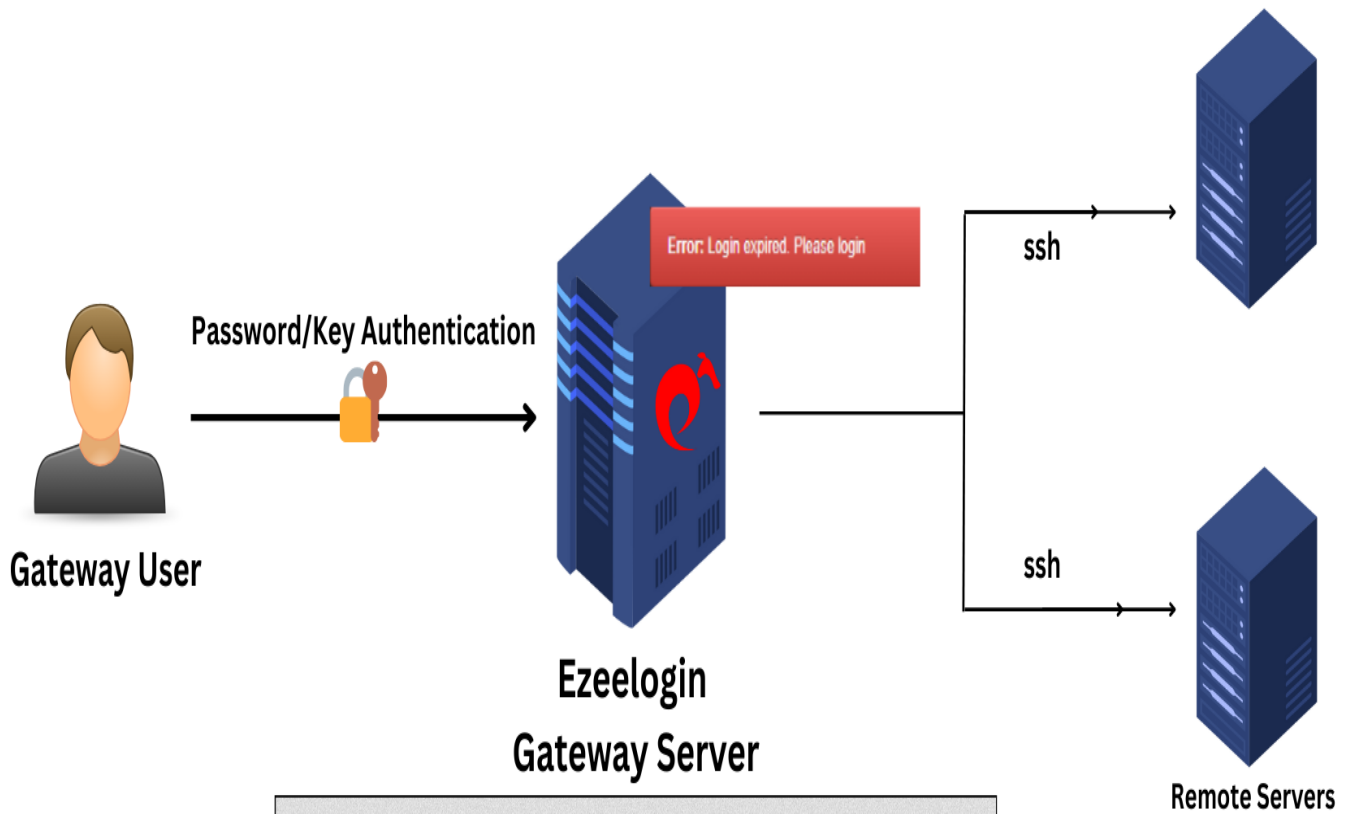 Error: Login expired. Please login
ssh
Password/Key Authentication
Gateway User
ssh
Ezeelogin
Gateway Server
Remote Servers